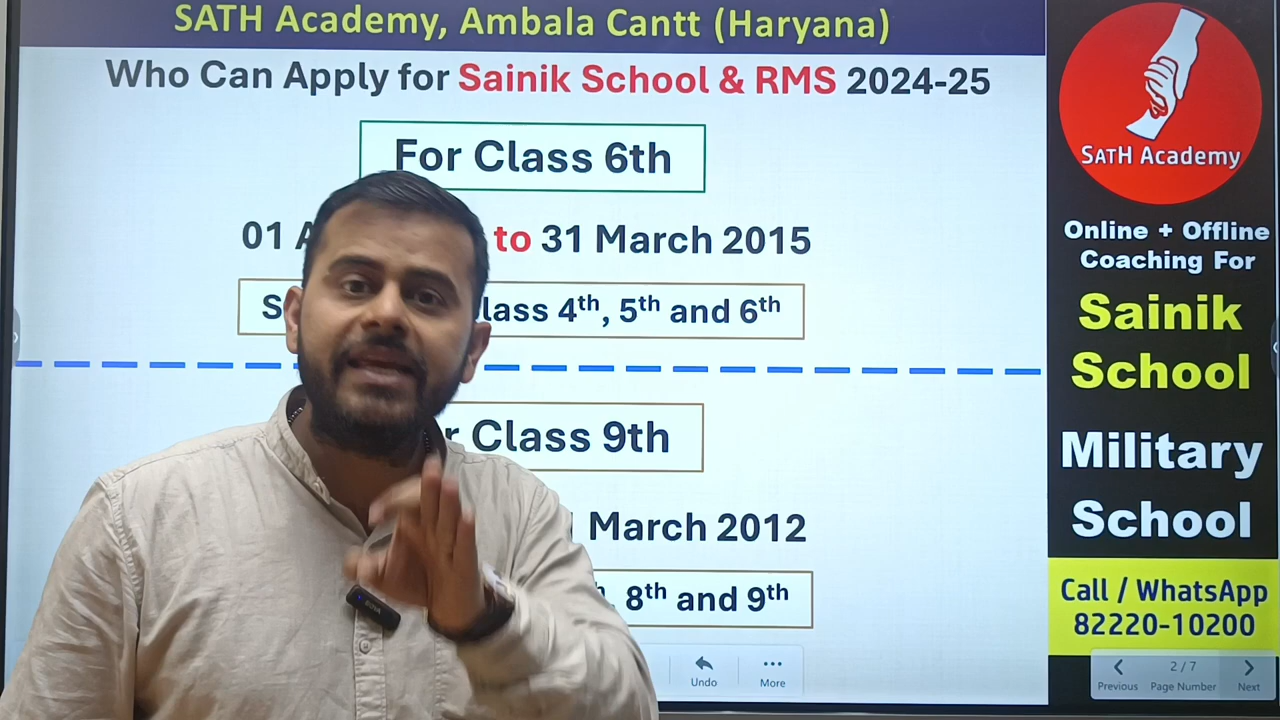 SATH Academy, Ambala Cantt (Haryana)
Who Can Apply for Sainik School & RMS 2024-25
For Class 6th
01 to 31 March 2015
4th, 5th and 6th
Class 9th
March 2012
8th and 9th
Undo
More
SATH Academy
Online + Offline
Coaching For
Sainik
School
Military
School
Call / WhatsApp
82220-10200
2 / 7
Previous Page Number Next